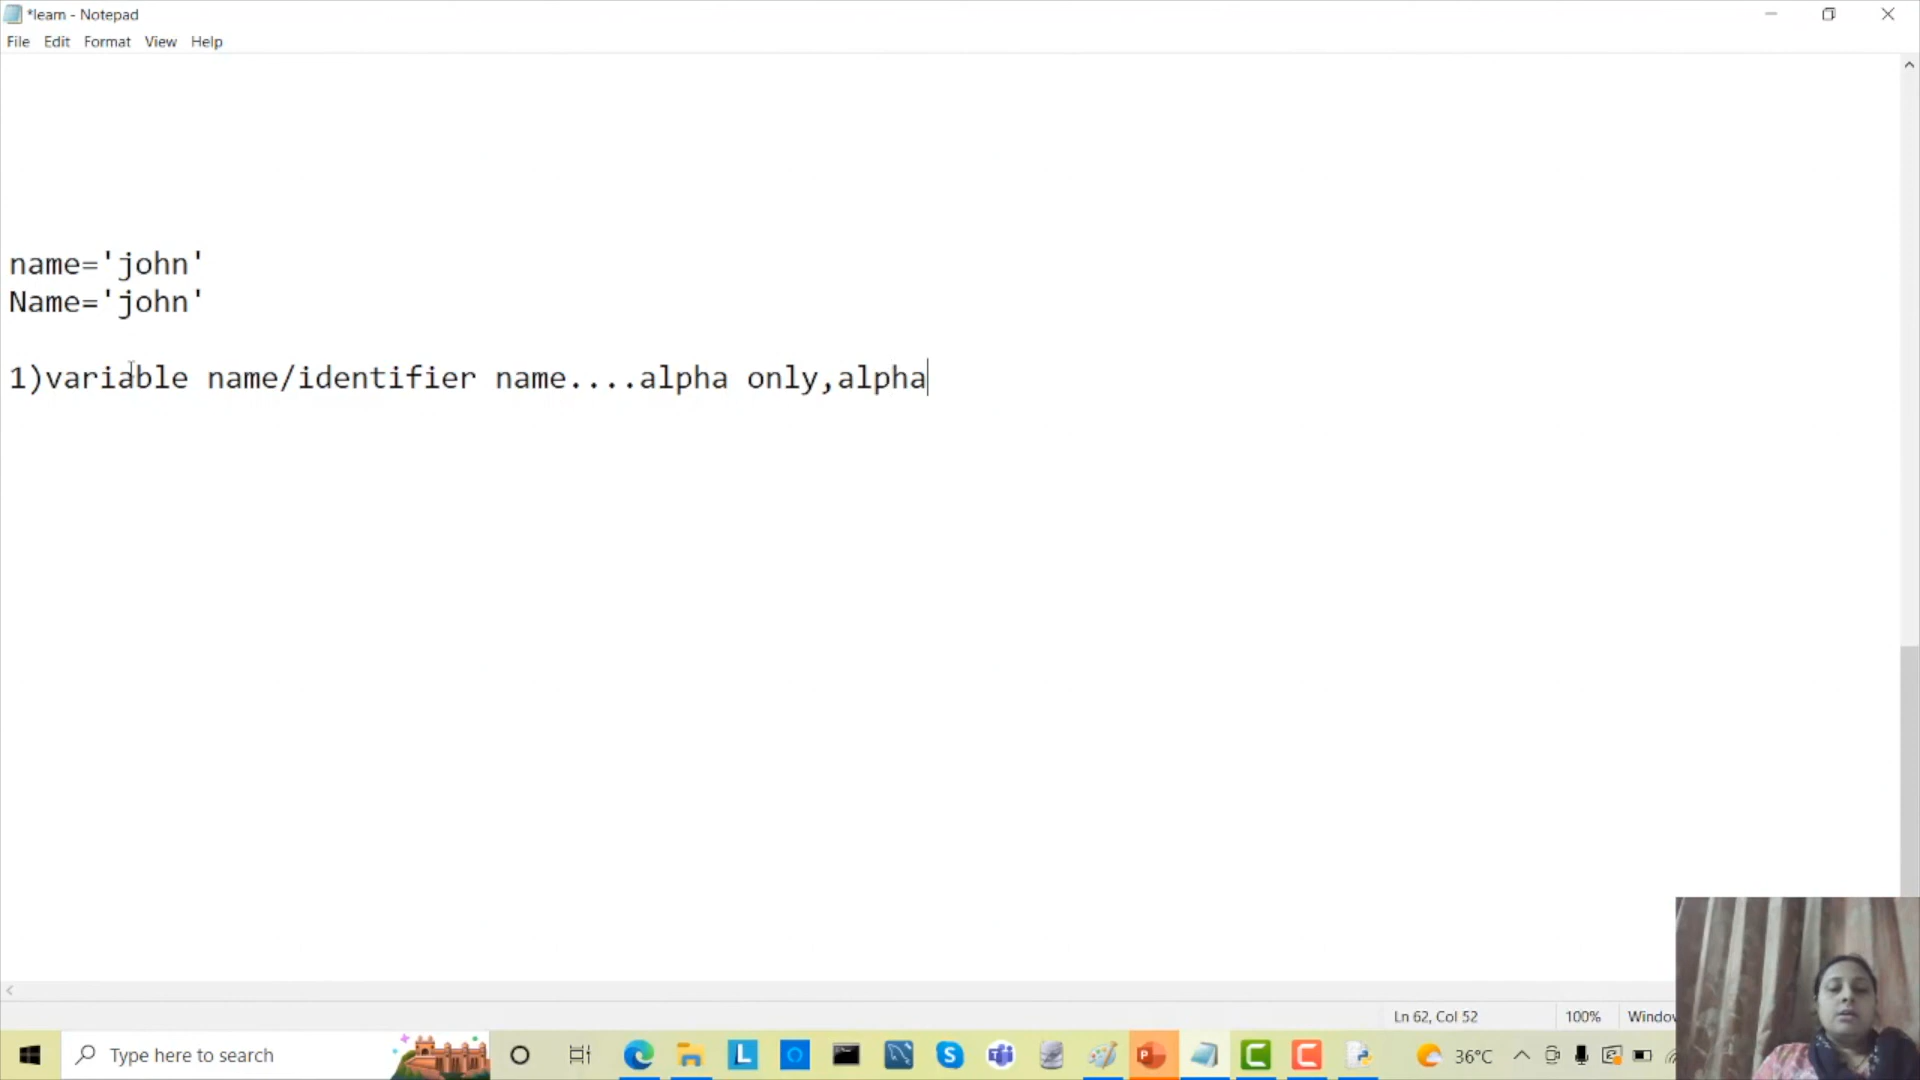 *learn - Notepad
File Edit Format View Help
name='john'
Name='john'
1)variable name/identifier name....alpha only,alpha
Ln 62, Col 52 100% Window
Type here to search 36°C